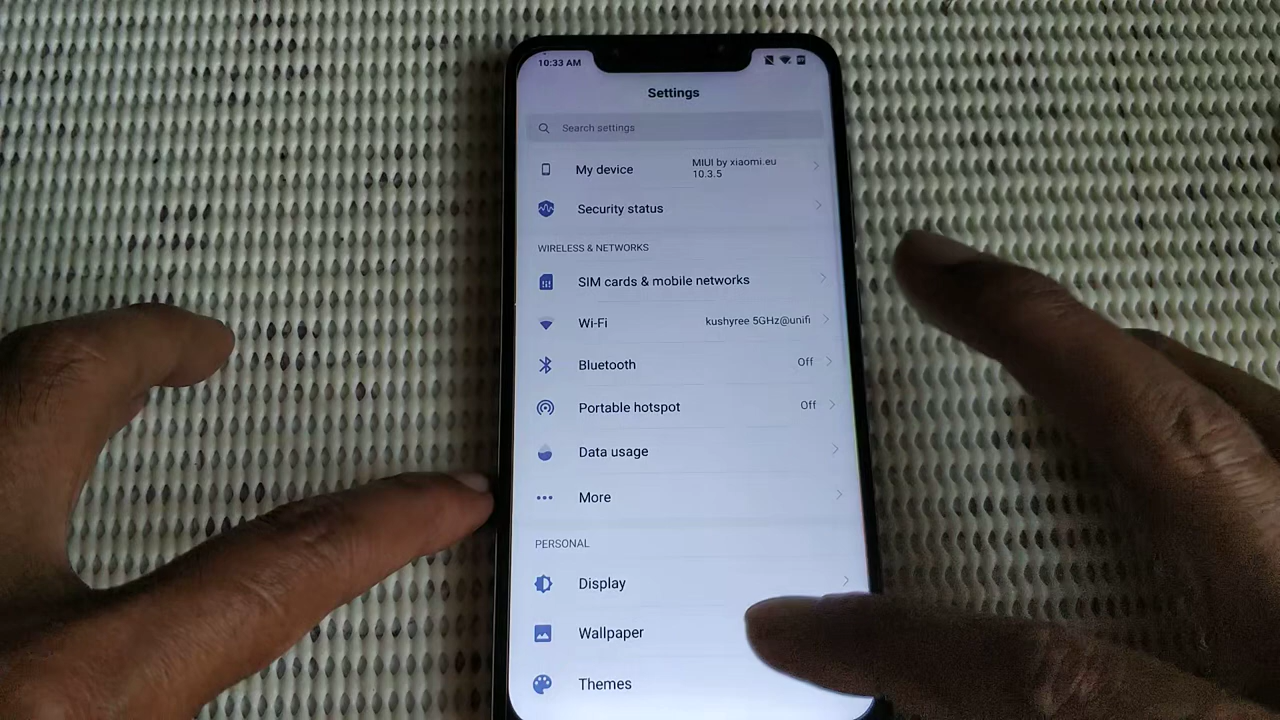 10:33 AM
Settings
Search settings
My device
MIUI by xiaomi.eu
10.3.5
Security status
WIRELESS & NETWORKS
SIM cards & mobile networks
Wi-Fi
kushyree 5GHz@unifi
Bluetooth
Off
Portable hotspot
Off
Data usage
More
PERSONAL
Display
Wallpaper
Themes